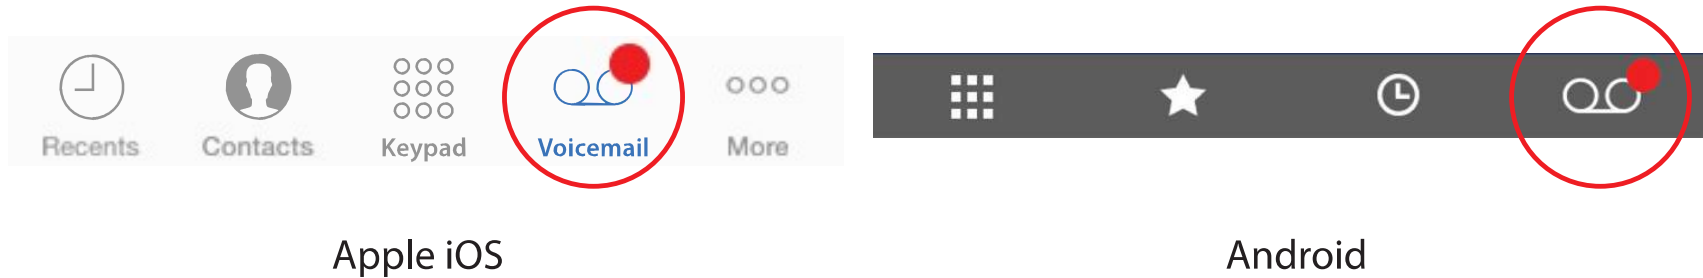 Recents
Contacts
Keypad
Voicemail
More
Apple iOS
Android